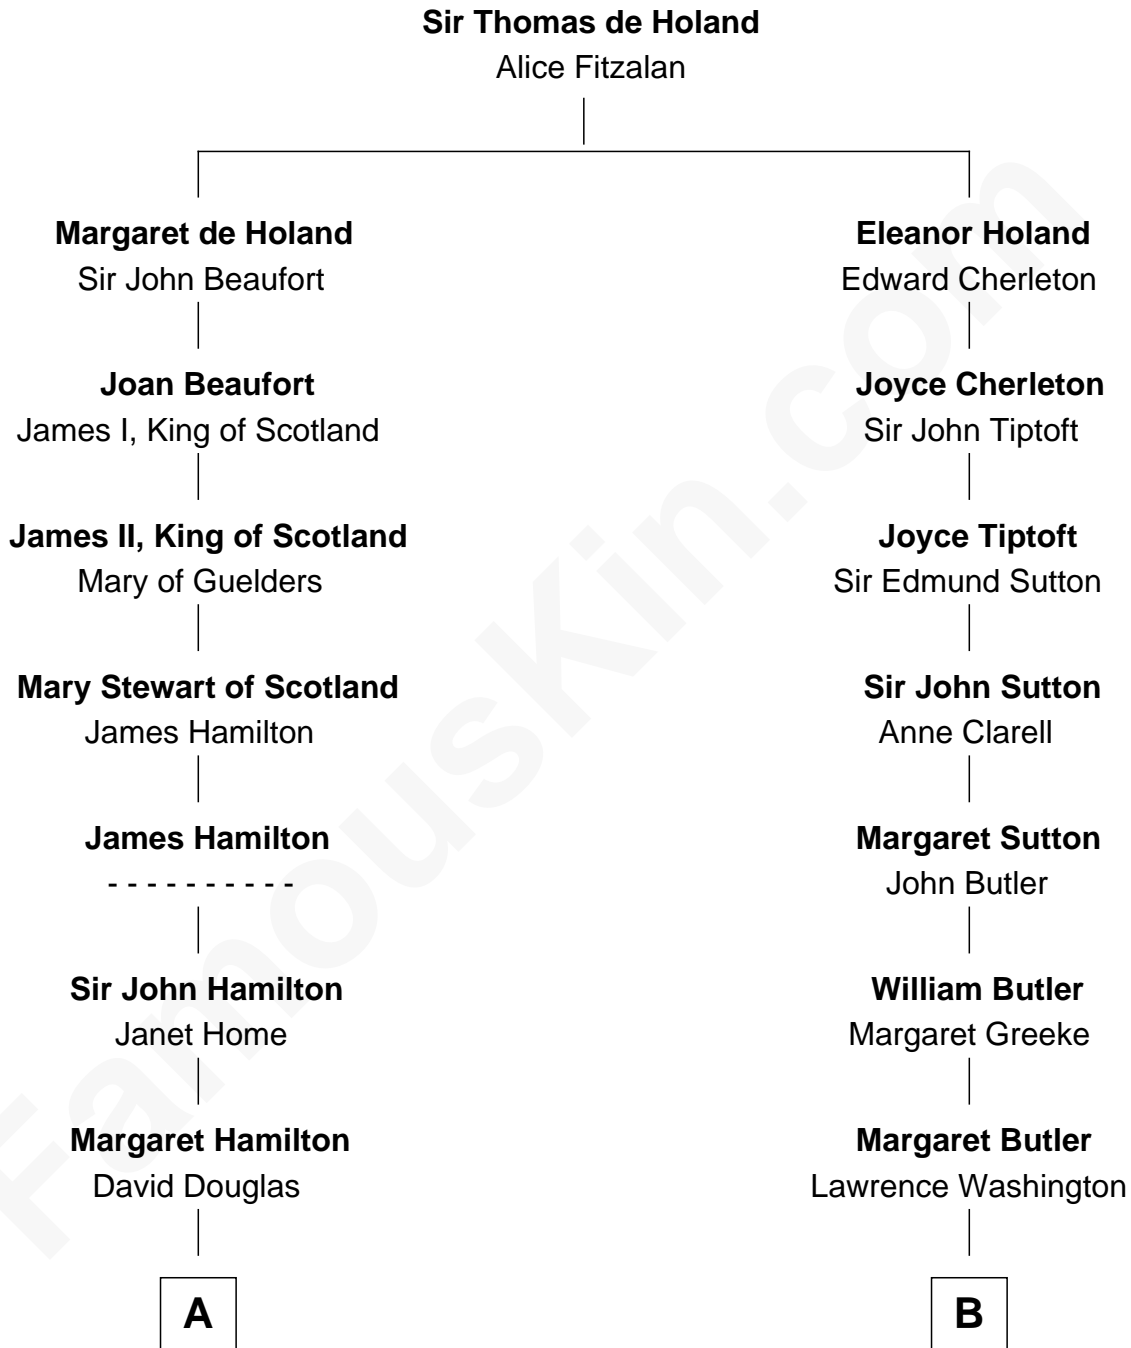 Sir Thomas de Holand
Alice Fitzalan
Margaret de Holand
Sir John Beaufort
Eleanor Holand
Edward Cherleton
Joan Beaufort
James I, King of Scotland
Joyce Cherleton
Sir John Tiptoft
James II, King of Scotland
Mary of Guelders
Joyce Tiptoft
Sir Edmund Sutton
Mary Stewart of Scotland
James Hamilton
Sir John Sutton
Anne Clarell
James Hamilton
- - - - - - - - - -
Margaret Sutton
John Butler
Sir John Hamilton
Janet Home
William Butler
Margaret Greeke
Margaret Hamilton
David Douglas
Margaret Butler
Lawrence Washington
A
B
FamousKin.com